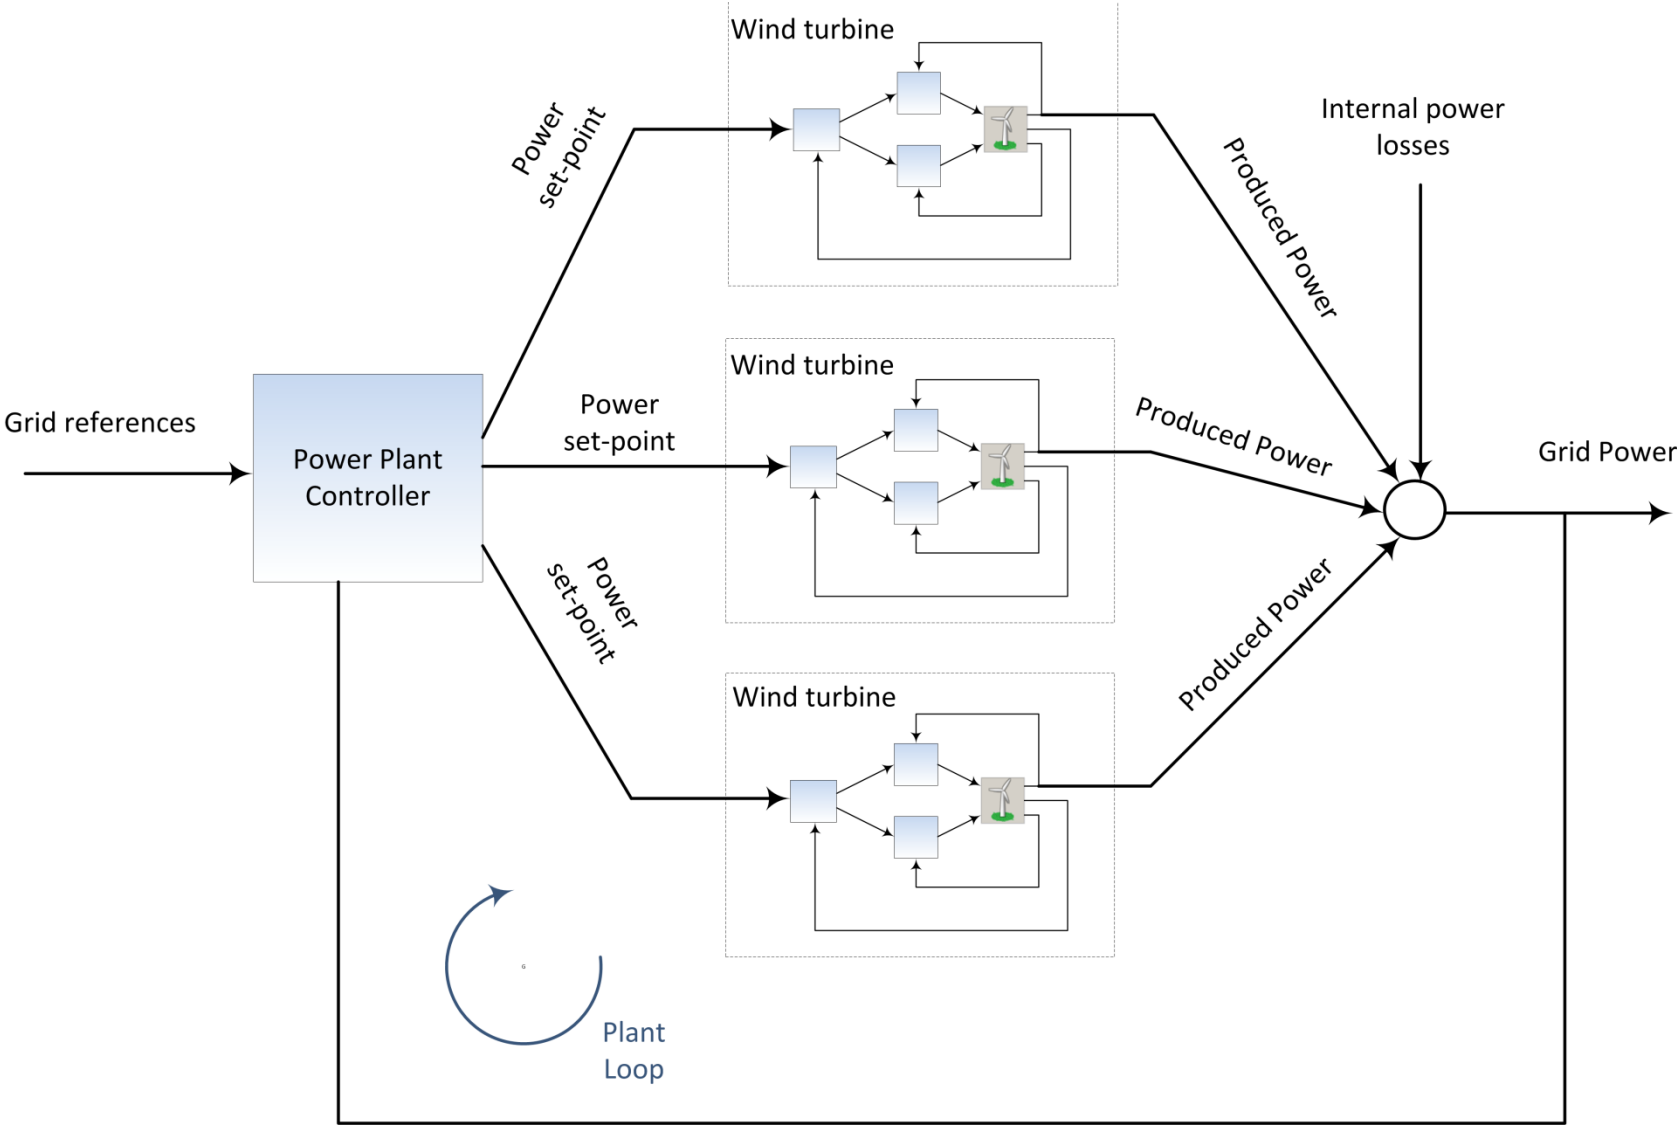 Wind turbine
Power
set-point
Internal power
losses
Produced Power
Wind turbine
Grid references
Power
set-point
Produced Power
Grid Power
Power Plant
Controller
Power
set-point
Produced Power
Wind turbine
G
Plant
Loop